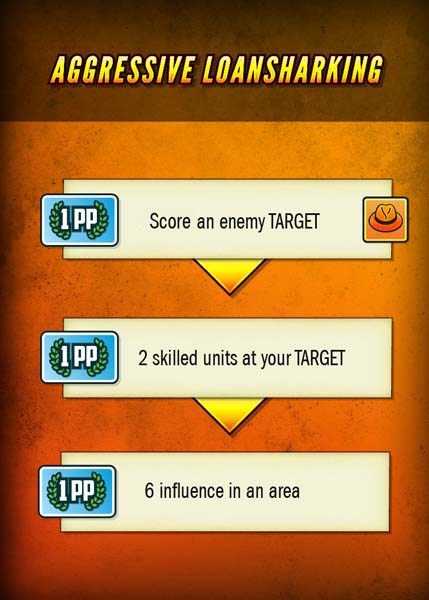 AGGRESSIVE LOANSHARKING
1 PP
Score an enemy TARGET
1 PP
2 skilled units at your TARGET
1 PP
6 influence in an area